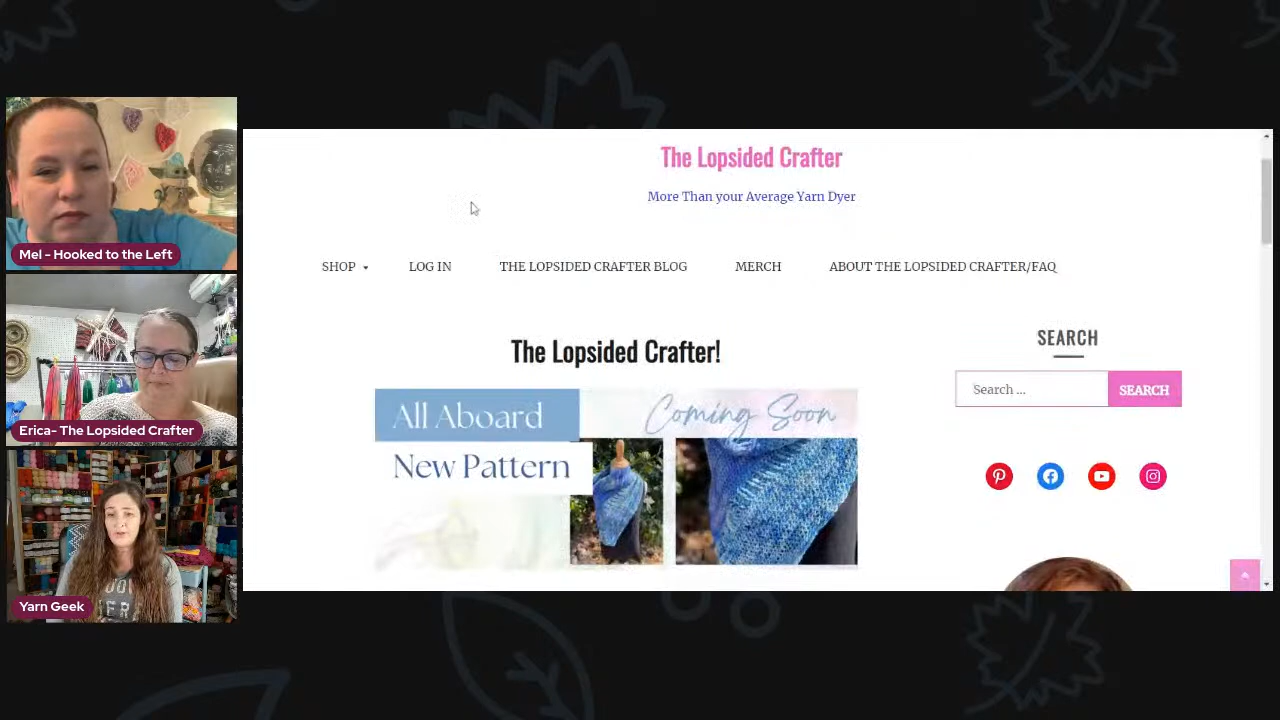 Mel - Hooked to the Left
Erica- The Lopsided Crafter
Yarn Geek
The Lopsided Crafter
More Than your Average Yarn Dyer
SHOP
LOG IN
THE LOPSIDED CRAFTER BLOG
MERCH
ABOUT THE LOPSIDED CRAFTER/FAQ
The Lopsided Crafter!
All Aboard
Coming Soon
New Pattern
SEARCH
Search ...
SEARCH